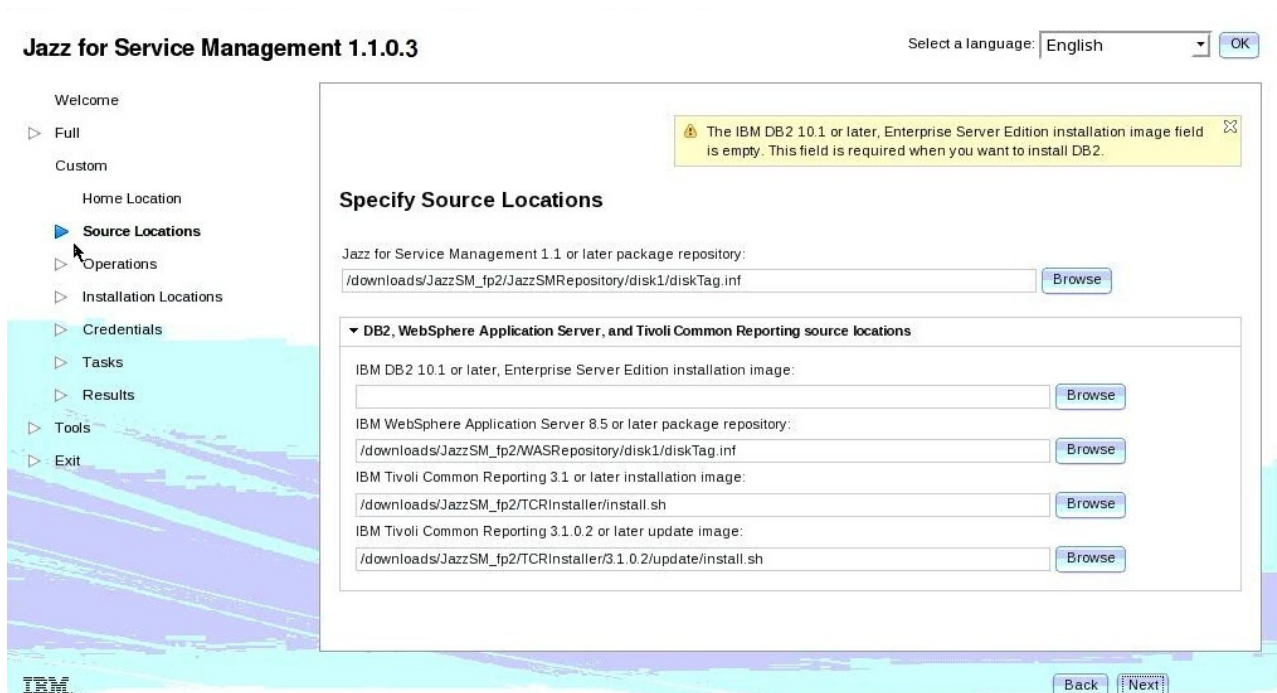 Jazz for Service Management 1.1.0.3
Select a language: English OK
Welcome
Full
Custom
Home Location
Source Locations
Operations
Installation Locations
Credentials
Tasks
Results
Tools
Exit
The IBM DB2 10.1 or later, Enterprise Server Edition installation image field
is empty. This field is required when you want to install DB2.
Specify Source Locations
Jazz for Service Management 1.1 or later package repository:
/downloads/JazzSM_fp2/JazzSMRepository/disk1/diskTag.inf Browse
DB2, WebSphere Application Server, and Tivoli Common Reporting source locations
IBM DB2 10.1 or later, Enterprise Server Edition installation image:
Browse
IBM WebSphere Application Server 8.5 or later package repository:
/downloads/JazzSM_fp2/WASRepository/disk1/diskTag.inf Browse
IBM Tivoli Common Reporting 3.1 or later installation image:
/downloads/JazzSM_fp2/TCRInstaller/install.sh Browse
IBM Tivoli Common Reporting 3.1.0.2 or later update image:
/downloads/JazzSM_fp2/TCRInstaller/3.1.0.2/update/install.sh Browse
IBM.
Back Next